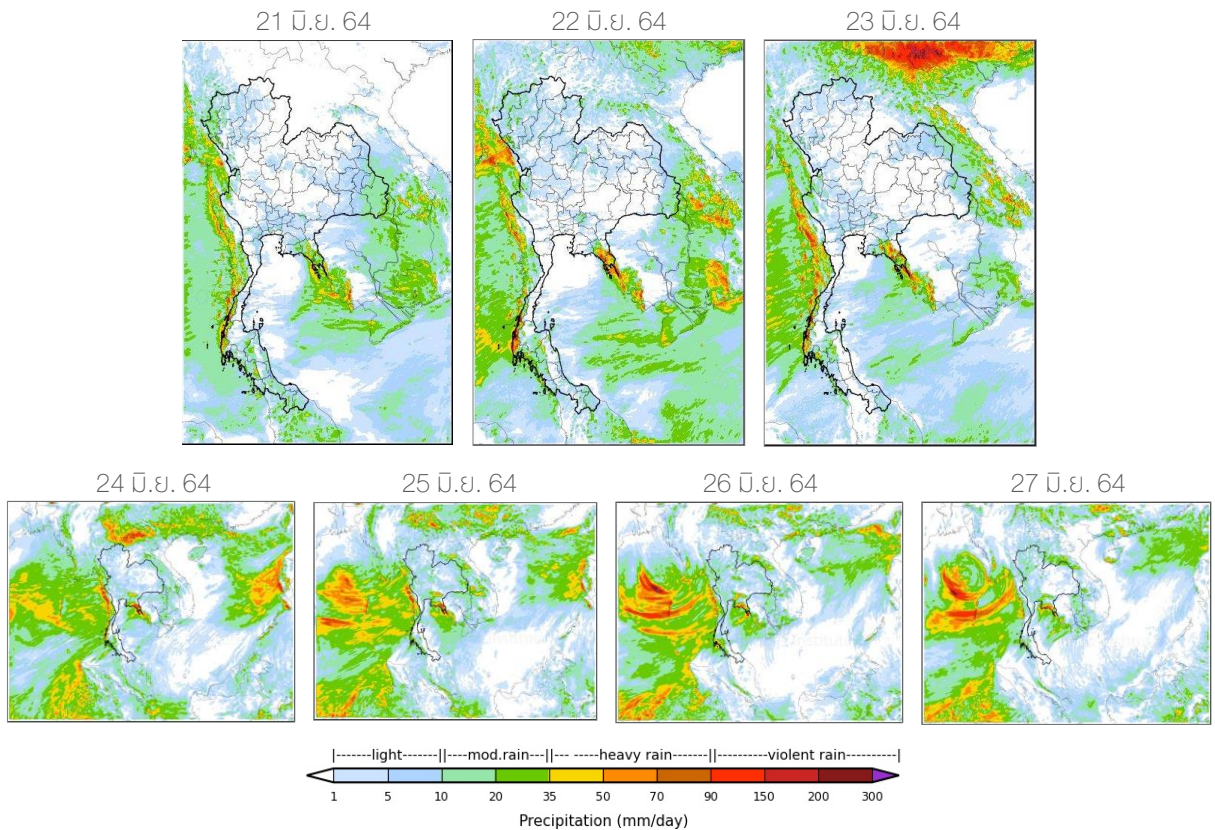 21 มิ.ย. 64
22 มิ.ย. 64
23 มิ.ย. 64
24 มิ.ย. 64
25 มิ.ย. 64
26 มิ.ย. 64
27 มิ.ย. 64
|-------light-------||----mod.rain----||--- -----heavy rain-------||-----------violent rain----------|
1 5 10 20 35 50 70 90 150 200 300
Precipitation (mm/day)